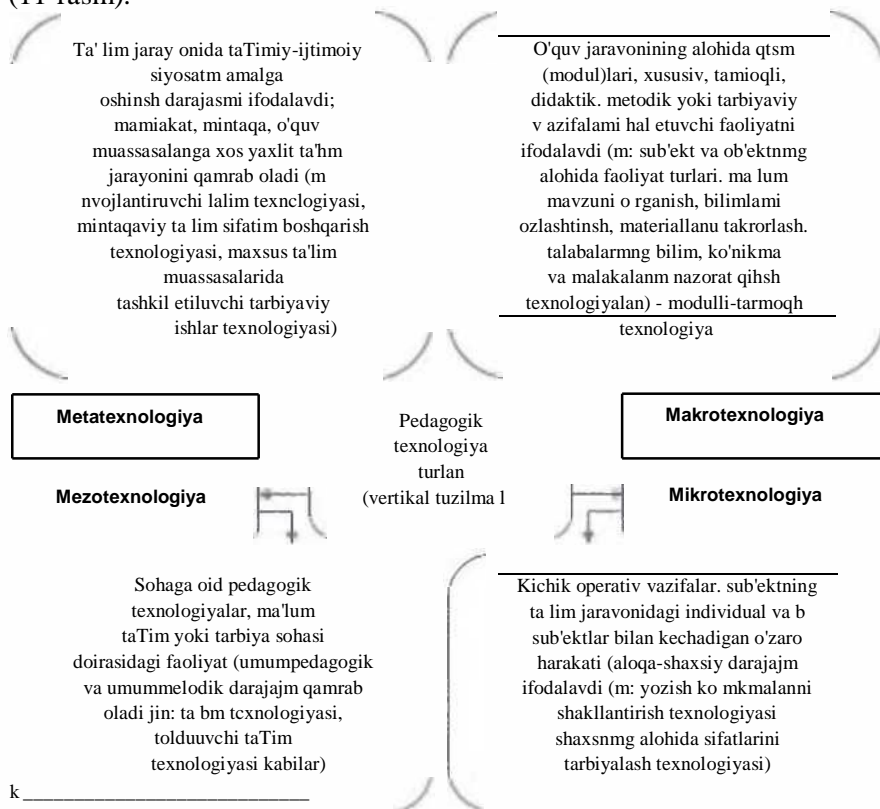 (11 rasm).
Ta' lim jaray onida taTimiy-ijtimoiy
siyosatm amalga
oshinsh darajasmi ifodalavdi;
mamiakat, mintaqa, o'quv
muassasalanga xos yaxlit ta'hm
jarayonini qamrab oladi (m
nvojlantiruvchi lalim texnclogiyasi,
mintaqaviy ta lim sifatim boshqarish
texnologiyasi, maxsus ta'lim
muassasalarida
tashkil etiluvchi tarbiyaviy
ishlar texnologiyasi)
O'quv jaravonining alohida qtsm
(modul)lari, xususiv, tamioqli,
didaktik. metodik yoki tarbiyaviy
v azifalami hal etuvchi faoliyatni
ifodalavdi (m: sub'ekt va ob'ektnmg
alohida faoliyat turlari. ma lum
mavzuni o rganish, bilimlami
ozlashtinsh, materiallanu takrorlash.
talabalarmng bilim, ko'nikma
va malakalanm nazorat qihsh
texnologiyalan) - modulli-tarmoqh
texnologiya
Metatexnologiya
Pedagogik
texnologiya
turlan
(vertikal tuzilma l
Makrotexnologiya
Mezotexnologiya
Mikrotexnologiya
Sohaga oid pedagogik
texnologiyalar, ma'lum
taTim yoki tarbiya sohasi
doirasidagi faoliyat (umumpedagogik
va umummelodik darajajm qamrab
oladi jin: ta bm tcxnologiyasi,
tolduuvchi taTim
texnologiyasi kabilar)
Kichik operativ vazifalar. sub'ektning
ta lim jaravonidagi individual va b
sub'ektlar bilan kechadigan o'zaro
harakati (aloqa-shaxsiy darajajm
ifodalavdi (m: yozish ko mkmalanni
shakllantirish texnologiyasi
shaxsnmg alohida sifatlarini
tarbiyalash texnologiyasi)
k